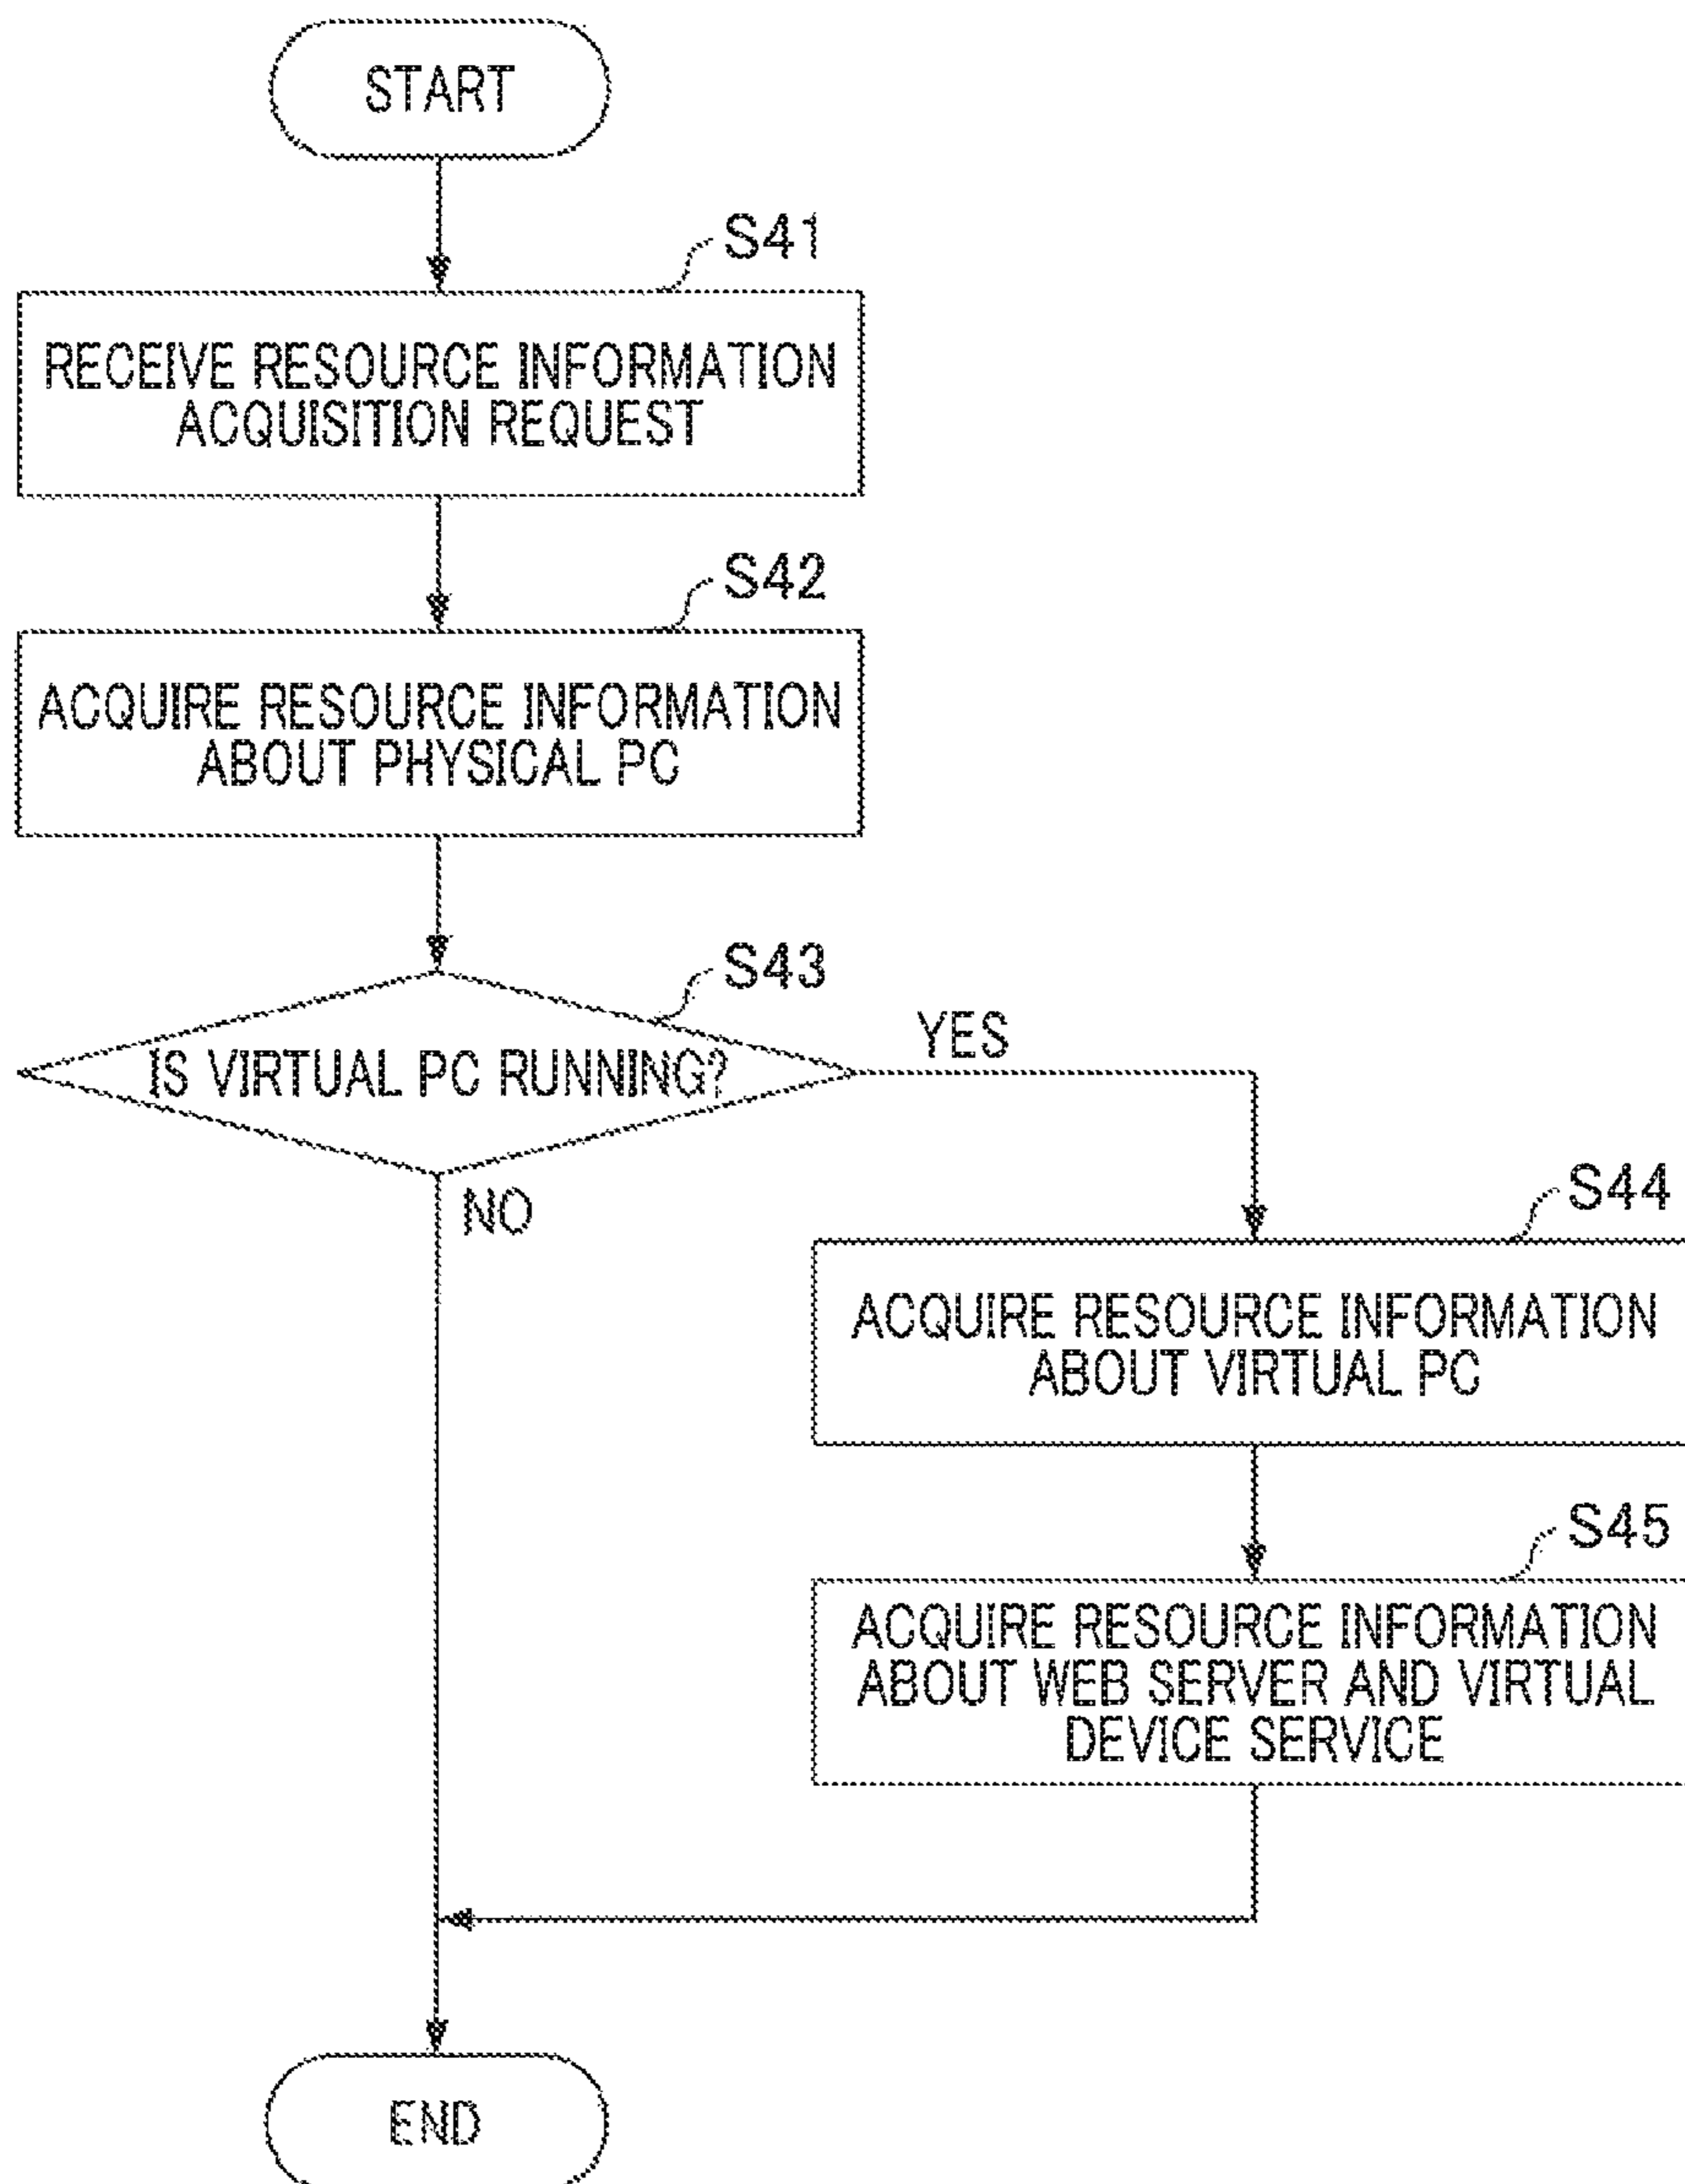 START
S41
RECEIVE RESOURCE INFORMATION
ACQUISITION REQUEST
S42
ACQUIRE RESOURCE INFORMATION
ABOUT PHYSICAL PC
S43
IS VIRTUAL PC RUNNING?
YES
NO
S44
ACQUIRE RESOURCE INFORMATION
ABOUT VIRTUAL PC
S45
ACQUIRE RESOURCE INFORMATION
ABOUT WEB SERVER AND VIRTUAL
DEVICE SERVICE
END